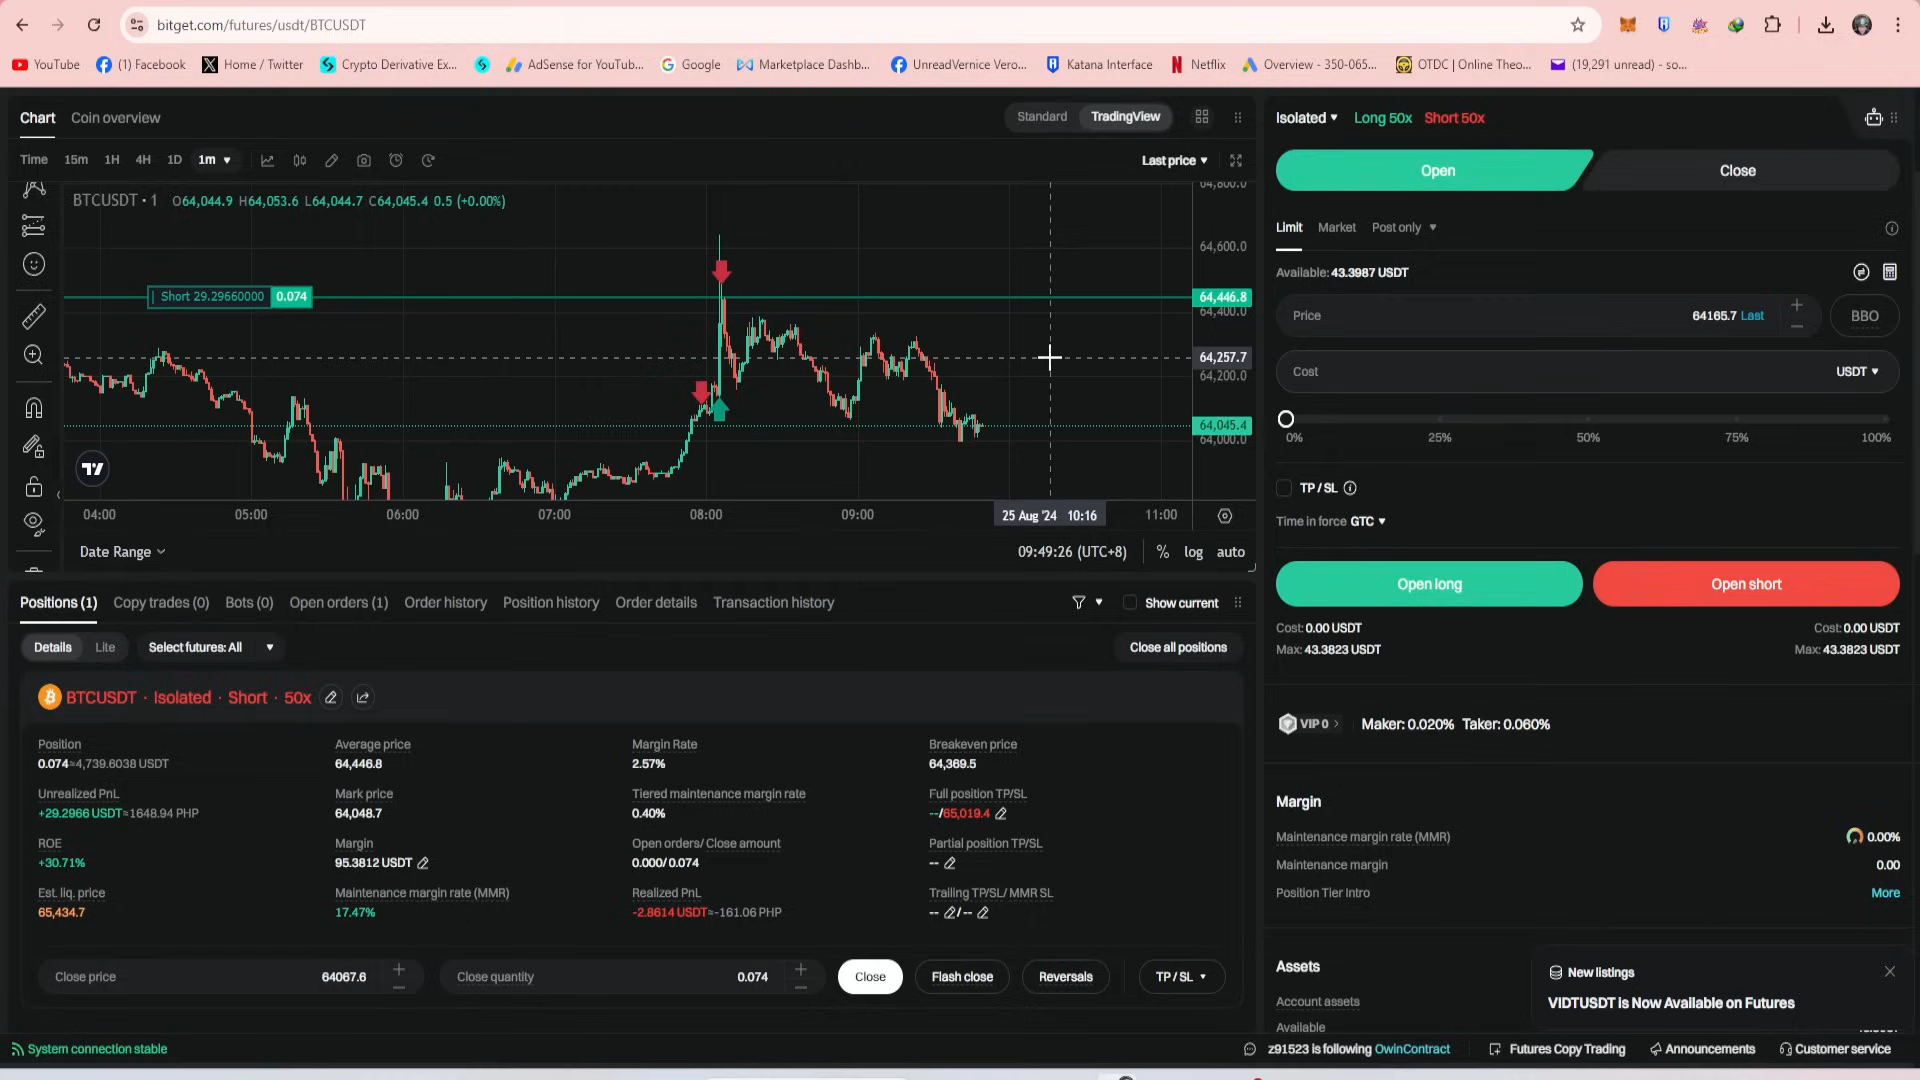 bitget.com/futures/usdt/BTCUSDT
YouTube (1) Facebook Home / Twitter Crypto Derivative Ex... AdSense for YouTub... Google Marketplace Dashb... UnreadVernice Vero... Katana Interface Netflix Overview - 350-065... OTDC | Online Theo... (19,291 unread) - so...
Chart Coin overview Standard TradingView
Time 15m 1H 4H 1D 1m Last price
BTCUSDT · 1 O64,044.9 H64,053.6 L64,044.7 C64,045.4 0.5 (+0.00%)
64,800.0
64,600.0
Short 29.29660000 0.074 64,446.8
64,400.0
64,257.7
64,200.0
64,045.4
64,000.0
04:00 05:00 06:00 07:00 08:00 09:00 25 Aug '24 10:16 11:00
Date Range 09:49:26 (UTC+8) % log auto
Positions (1) Copy trades (0) Bots (0) Open orders (1) Order history Position history Order details Transaction history Show current
Details Lite Select futures: All Close all positions
BTCUSDT · Isolated · Short · 50x
Position Average price Margin Rate Breakeven price
0.074≈4,739.6038 USDT 64,446.8 2.57% 64,369.5
Unrealized PnL Mark price Tiered maintenance margin rate Full position TP/SL
+29.2966 USDT≈1648.94 PHP 64,048.7 0.40% --/65,019.4
ROE Margin Open orders/ Close amount Partial position TP/SL
+30.71% 95.3812 USDT 0.000/ 0.074 --
Est. liq. price Maintenance margin rate (MMR) Realized PnL Trailing TP/SL/ MMR SL
65,434.7 17.47% -2.8614 USDT≈-161.06 PHP -- /--
Close price 64067.6 Close quantity 0.074 Close Flash close Reversals TP / SL
Isolated Long 50x Short 50x
Open Close
Limit Market Post only
Available: 43.3987 USDT
Price 64165.7 Last BBO
Cost USDT
0% 25% 50% 75% 100%
TP / SL
Time in force GTC
Open long Open short
Cost: 0.00 USDT Cost: 0.00 USDT
Max: 43.3823 USDT Max: 43.3823 USDT
VIP 0 Maker: 0.020% Taker: 0.060%
Margin
Maintenance margin rate (MMR) 0.00%
Maintenance margin 0.00
Position Tier Intro More
Assets
Account assets
Available
New listings
VIDTUSDT Is Now Available on Futures
System connection stable z91523 is following OwinContract Futures Copy Trading Announcements Customer service